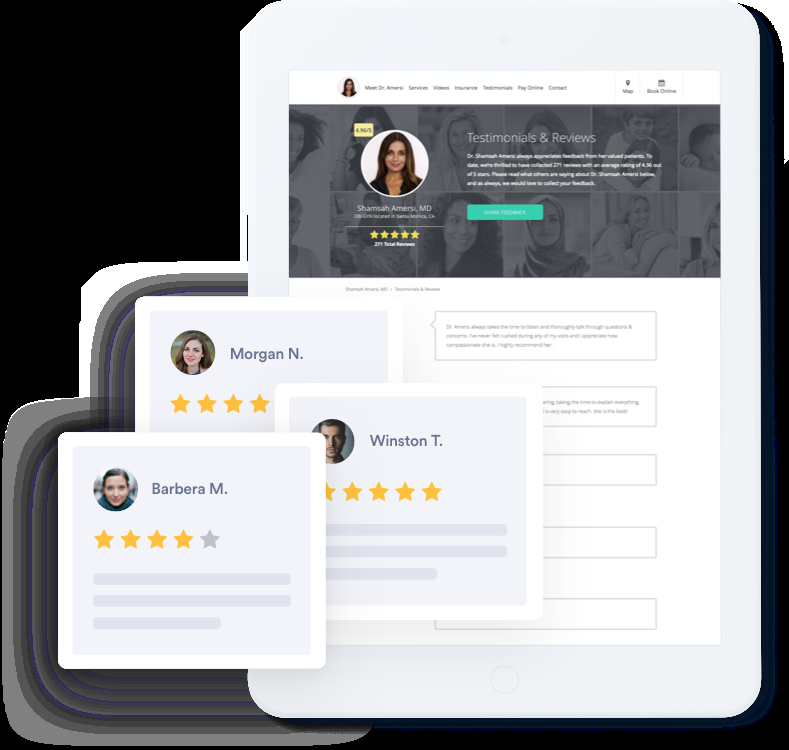 Meet Dr. Amersi Services Videos Insurance Testimonials Pay Online Contact
Map
Book Online
4.96/5
Testimonials & Reviews
Dr. Shamsah Amersi always appreciates feedback from her valued patients. To
date, we're thrilled to have collected 271 reviews with an average rating of 4.96 out
of 5 stars. Please read what others are saying about Dr. Shamsah Amersi below,
and as always, we would love to collect your feedback.
SHARE FEEDBACK
Shamsah Amersi, MD
OB-GYN located in Santa Monica, CA
271 Total Reviews
Shamsah Amersi, MD • Testimonials & Reviews
Dr. Amersi always takes the time to listen and thoroughly talk through questions &
concerns. I've never felt rushed during any of my visits and I appreciate how
compassionate she is. I highly recommend her.
taking the time to explain everything,
is very easy to reach. she is the best!
Morgan N.
Winston T.
Barbera M.